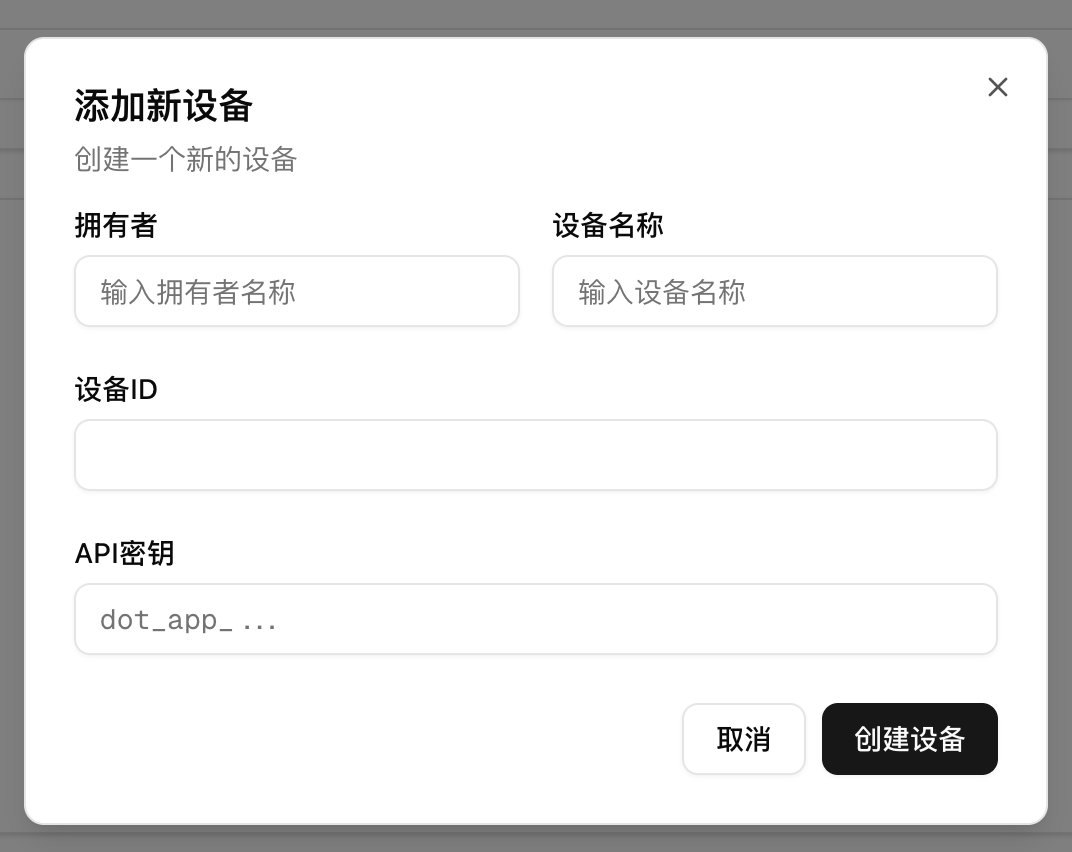 添加新设备
创建一个新的设备
拥有者
设备名称
输入拥有者名称
输入设备名称
设备ID
API密钥
dot_app_...
取消
创建设备